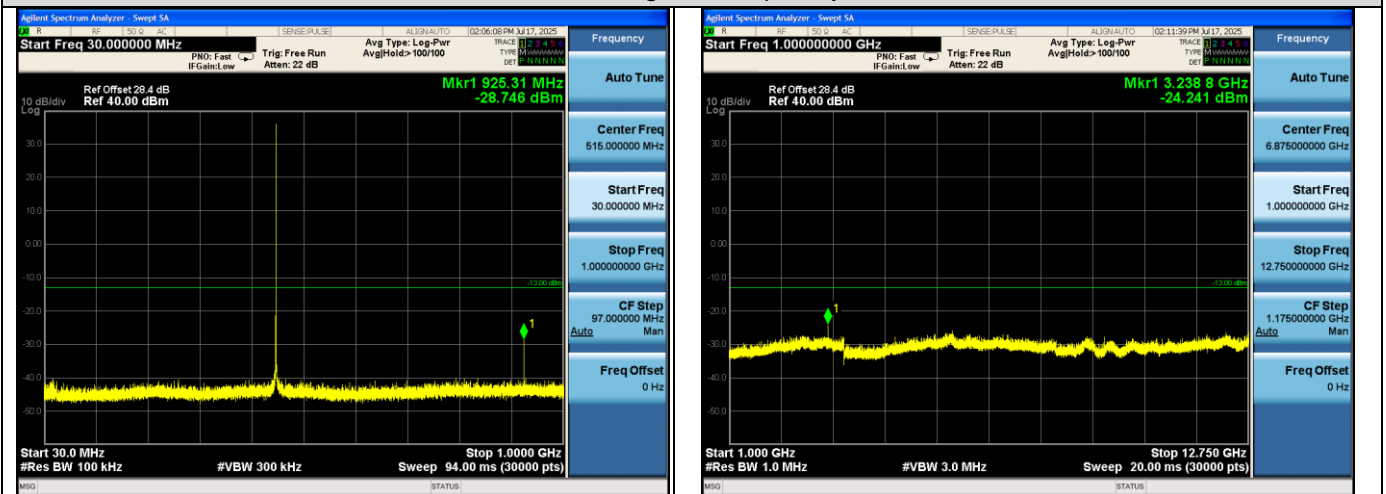 Agilent Spectrum Analyzer - Swept SA
R RF 50 Ω AC SENSE:PULSE ALIGNAUTO 02:06:08 PM Jul 17, 2025
Start Freq 30.000000 MHz
PNO: Fast
IFGain:Low
Trig: Free Run
Atten: 22 dB
Avg Type: Log-Pwr
Avg|Hold:>100/100
TRACE 1 2 3 4 5 6
TYPE M
DET P N N N N N
Mkr1 925.31 MHz
-28.746 dBm
Ref Offset 28.4 dB
Ref 40.00 dBm
10 dB/div
Log
30.0
20.0
10.0
0.00
-10.0
-13.00 dBm
-20.0
1
-30.0
-40.0
-50.0
Start 30.0 MHz
Stop 1.0000 GHz
#Res BW 100 kHz
#VBW 300 kHz
Sweep 94.00 ms (30000 pts)
MSG
STATUS
Frequency
Auto Tune
Center Freq
515.000000 MHz
Start Freq
30.000000 MHz
Stop Freq
1.000000000 GHz
CF Step
97.000000 MHz
Auto Man
Freq Offset
0 Hz
Agilent Spectrum Analyzer - Swept SA
R RF 50 Ω AC SENSE:PULSE ALIGNAUTO 02:11:39 PM Jul 17, 2025
Start Freq 1.000000000 GHz
PNO: Fast
IFGain:Low
Trig: Free Run
Atten: 22 dB
Avg Type: Log-Pwr
Avg|Hold:>100/100
TRACE 1 2 3 4 5 6
TYPE M
DET P N N N N N
Mkr1 3.238 8 GHz
-24.241 dBm
Ref Offset 28.4 dB
Ref 40.00 dBm
10 dB/div
Log
30.0
20.0
10.0
0.00
-10.0
-13.00 dBm
-20.0
1
-30.0
-40.0
-50.0
Start 1.000 GHz
Stop 12.750 GHz
#Res BW 1.0 MHz
#VBW 3.0 MHz
Sweep 20.00 ms (30000 pts)
MSG
STATUS
Frequency
Auto Tune
Center Freq
6.875000000 GHz
Start Freq
1.000000000 GHz
Stop Freq
12.750000000 GHz
CF Step
1.175000000 GHz
Auto Man
Freq Offset
0 Hz